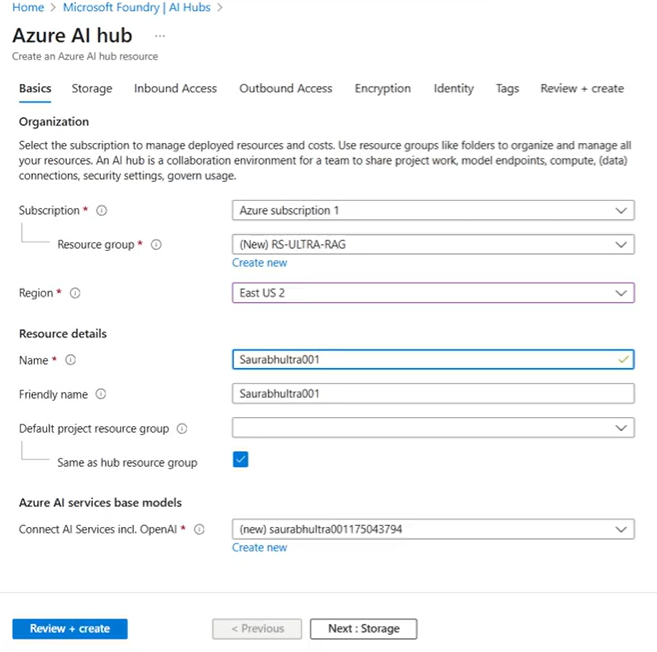 Home > Microsoft Foundry | AI Hubs >
Azure AI hub ...
Create an Azure AI hub resource
Basics Storage Inbound Access Outbound Access Encryption Identity Tags Review + create
Organization
Select the subscription to manage deployed resources and costs. Use resource groups like folders to organize and manage all
your resources. An AI hub is a collaboration environment for a team to share project work, model endpoints, compute, (data)
connections, security settings, govern usage.
Subscription * Azure subscription 1
Resource group * (New) RS-ULTRA-RAG
Create new
Region * East US 2
Resource details
Name * Saurabhultra001
Friendly name Saurabhultra001
Default project resource group
Same as hub resource group
Azure AI services base models
Connect AI Services incl. OpenAI * (new) saurabhultra001175043794
Create new
Review + create < Previous Next : Storage